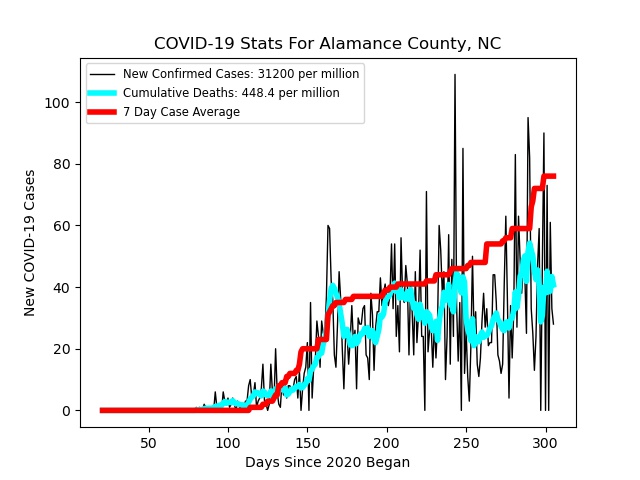 COVID-19 Stats For Alamance County, NC
New Confirmed Cases: 31200 per million
Cumulative Deaths: 448.4 per million
7 Day Case Average
New COVID-19 Cases
100
80
60
40
20
0
50 100 150 200 250 300
Days Since 2020 Began